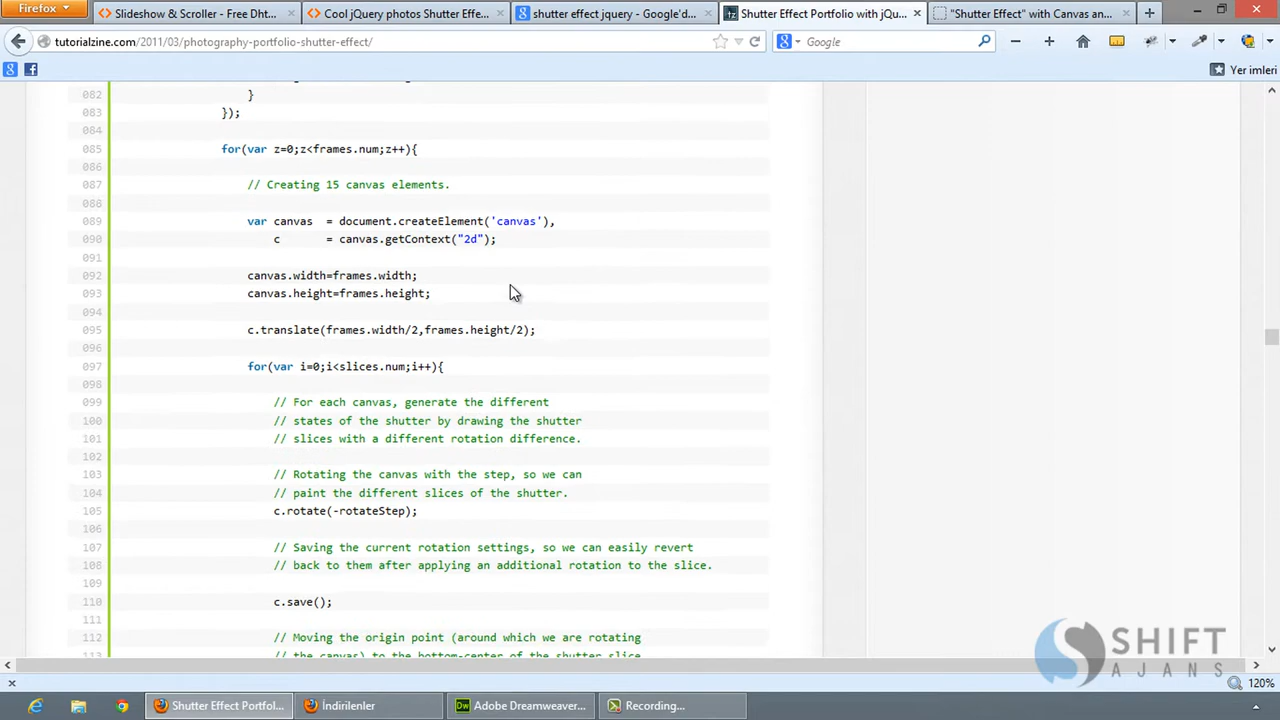 Firefox
Slideshow & Scroller - Free Dht...
Cool jQuery photos Shutter Effe...
shutter effect jquery - Google'd...
Shutter Effect Portfolio with jQu...
"Shutter Effect" with Canvas an...
tutorialzine.com/2011/03/photography-portfolio-shutter-effect/
Google
Yer imleri
082 }
083 });
084
085 for(var z=0;z<frames.num;z++){
086
087 // Creating 15 canvas elements.
088
089 var canvas = document.createElement('canvas'),
090 c = canvas.getContext("2d");
091
092 canvas.width=frames.width;
093 canvas.height=frames.height;
094
095 c.translate(frames.width/2,frames.height/2);
096
097 for(var i=0;i<slices.num;i++){
098
099 // For each canvas, generate the different
100 // states of the shutter by drawing the shutter
101 // slices with a different rotation difference.
102
103 // Rotating the canvas with the step, so we can
104 // paint the different slices of the shutter.
105 c.rotate(-rotateStep);
106
107 // Saving the current rotation settings, so we can easily revert
108 // back to them after applying an additional rotation to the slice.
109
110 c.save();
111
112 // Moving the origin point (around which we are rotating
113 // the canvas) to the bottom-center of the shutter slice.
SHIFT
AJANS
120%
Shutter Effect Portfol...
İndirilenler
Adobe Dreamweaver...
Recording...